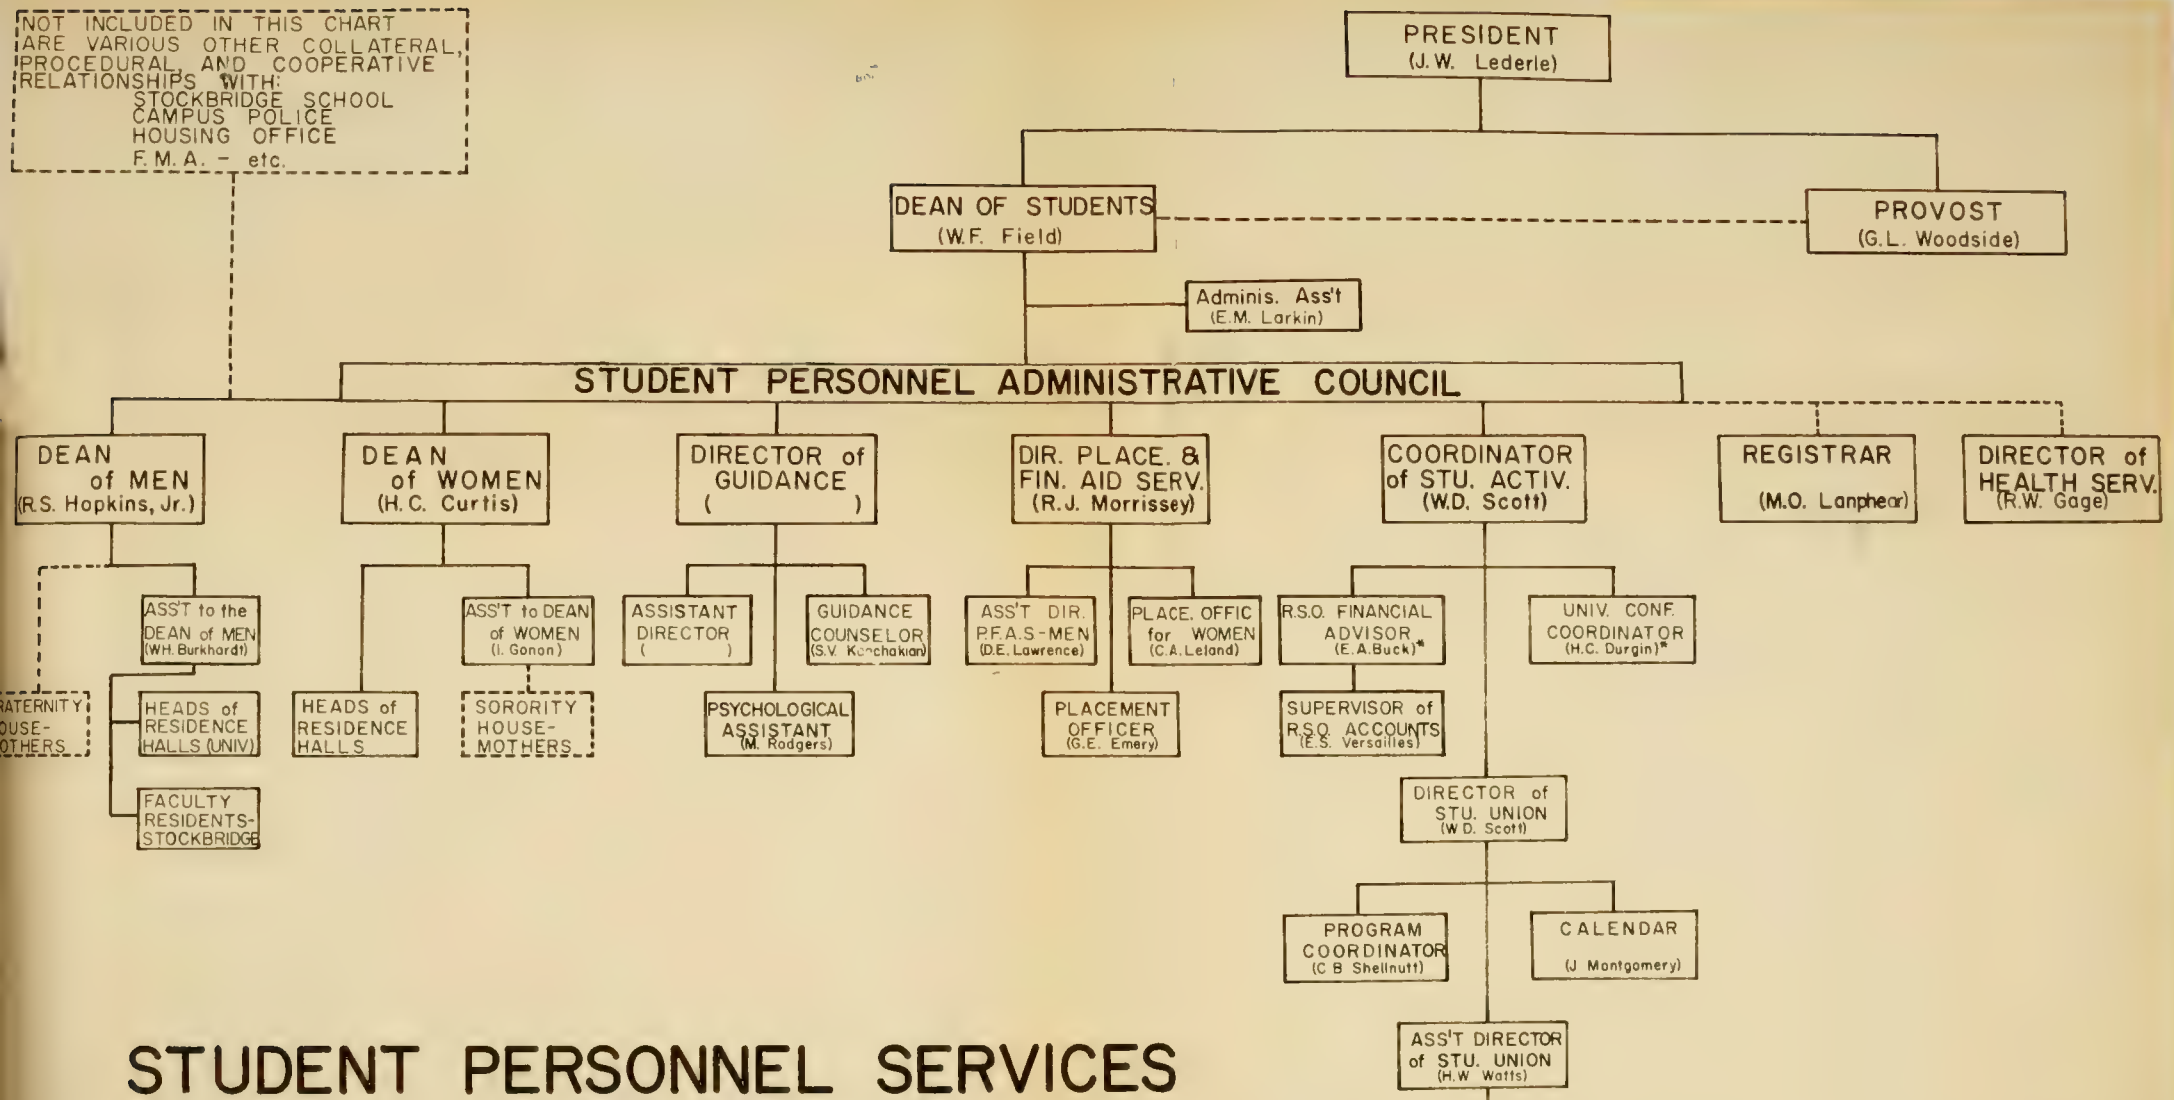 NOT INCLUDED IN THIS CHART
ARE VARIOUS OTHER COLLATERAL,
PROCEDURAL, AND COOPERATIVE
RELATIONSHIPS WITH:
STOCKBRIDGE SCHOOL
CAMPUS POLICE
HOUSING OFFICE
F.M.A. - etc.
PRESIDENT
(J.W. Lederle)
DEAN OF STUDENTS
(W.F. Field)
PROVOST
(G.L. Woodside)
Adminis. Ass't
(E.M. Larkin)
STUDENT PERSONNEL ADMINISTRATIVE COUNCIL
DEAN
of MEN
(R.S. Hopkins, Jr.)
DEAN
of WOMEN
(H.C. Curtis)
DIRECTOR of
GUIDANCE
( )
DIR. PLACE. &
FIN. AID SERV.
(R.J. Morrissey)
COORDINATOR
of STU. ACTIV.
(W.D. Scott)
REGISTRAR
(M.O. Lanphear)
DIRECTOR of
HEALTH SERV.
(R.W. Gage)
ASS'T to the
DEAN of MEN
(W.H. Burkhardt)
ASS'T to DEAN
of WOMEN
(I. Gonon)
ASSISTANT
DIRECTOR
( )
GUIDANCE
COUNSELOR
(S.V.
ASS'T DIR.
P.F.A.S-MEN
(D.E. Lawrence)
PLACE. OFFIC
for WOMEN
(C.A. Leland)
R.S.O. FINANCIAL
ADVISOR
(E.A. Buck)*
UNIV. CONF.
COORDINATOR
(H.C. Durgin)*
RATERNITY
OUSE-
OTHERS
HEADS of
RESIDENCE
HALLS (UNIV)
HEADS of
RESIDENCE
HALLS
SORORITY
HOUSE-
MOTHERS
PSYCHOLOGICAL
ASSISTANT
(M. Rodgers)
PLACEMENT
OFFICER
(G.E. Emery)
SUPERVISOR of
R.S.O. ACCOUNTS
(E.S. Versailles)
FACULTY
RESIDENTS-
STOCKBRIDGE
DIRECTOR of
STU. UNION
(W.D. Scott)
PROGRAM
COORDINATOR
(C B Shellnutt)
CALENDAR
(J Montgomery)
ASS'T DIRECTOR
of STU. UNION
(H.W Watts)
STUDENT PERSONNEL SERVICES